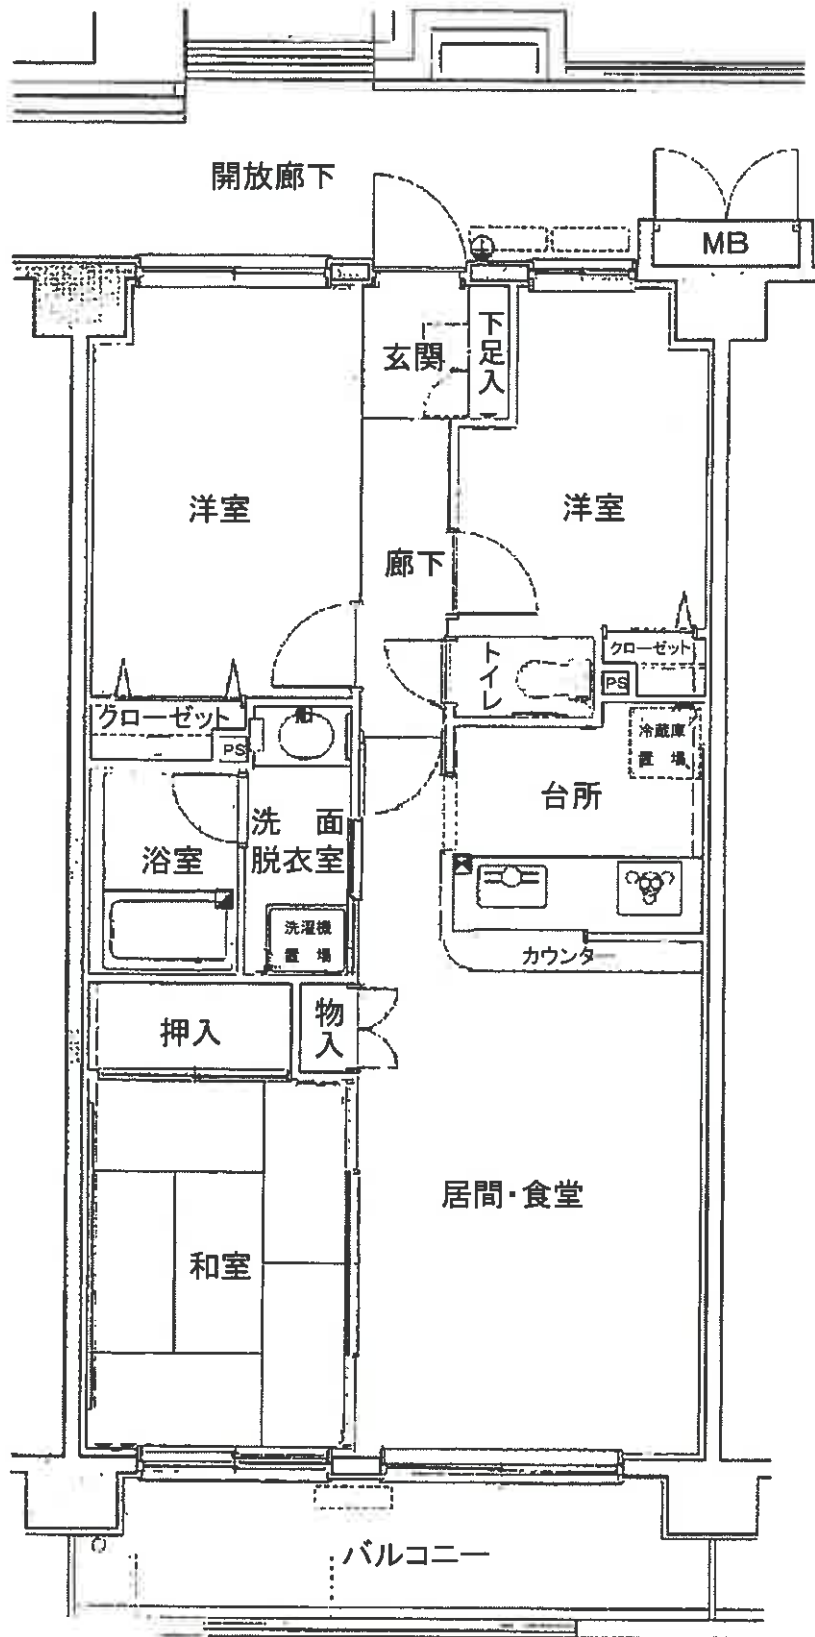 開放廊下
MB
玄関
下足入
洋室
洋室
廊下
トイレ
クローゼット
PS
クローゼット
PS
冷蔵庫
置場
台所
洗面
脱衣室
浴室
洗濯機
置場
カウンター
押入
物入
居間・食堂
和室
バルコニー